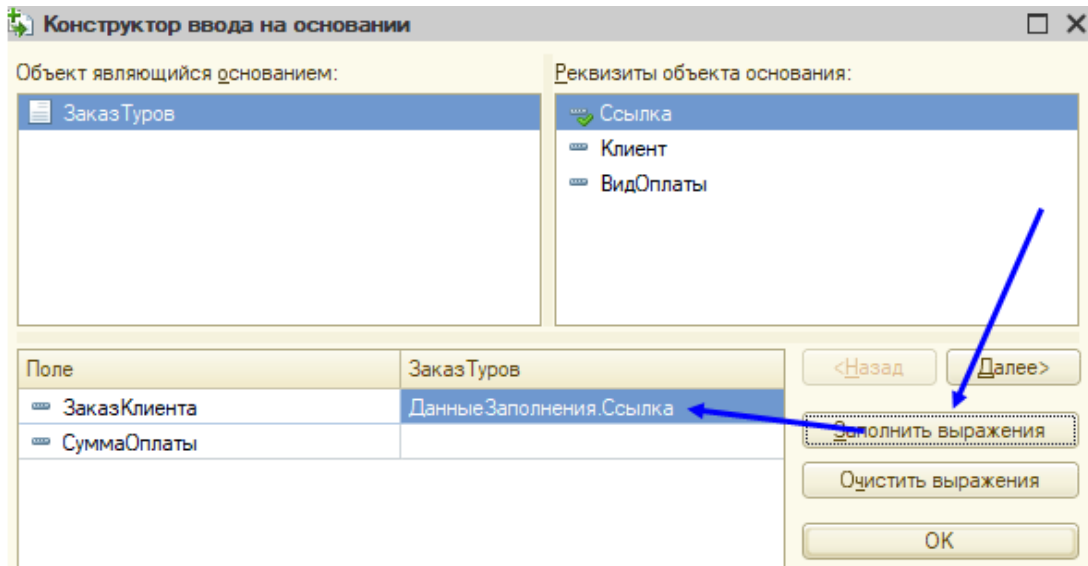 Конструктор ввода на основании
Объект являющийся основанием:
Реквизиты объекта основания:
ЗаказТуров
Ссылка
Клиент
ВидОплаты
Поле
ЗаказТуров
<Назад
Далее>
ЗаказКлиента
ДанныеЗаполнения.Ссылка
Заполнить выражения
СуммаОплаты
Очистить выражения
OK